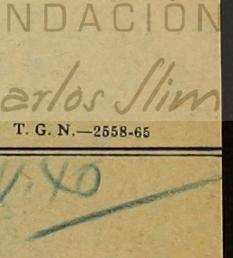 NDACIÓN
arlos Slim
T. G. N.—2558-65